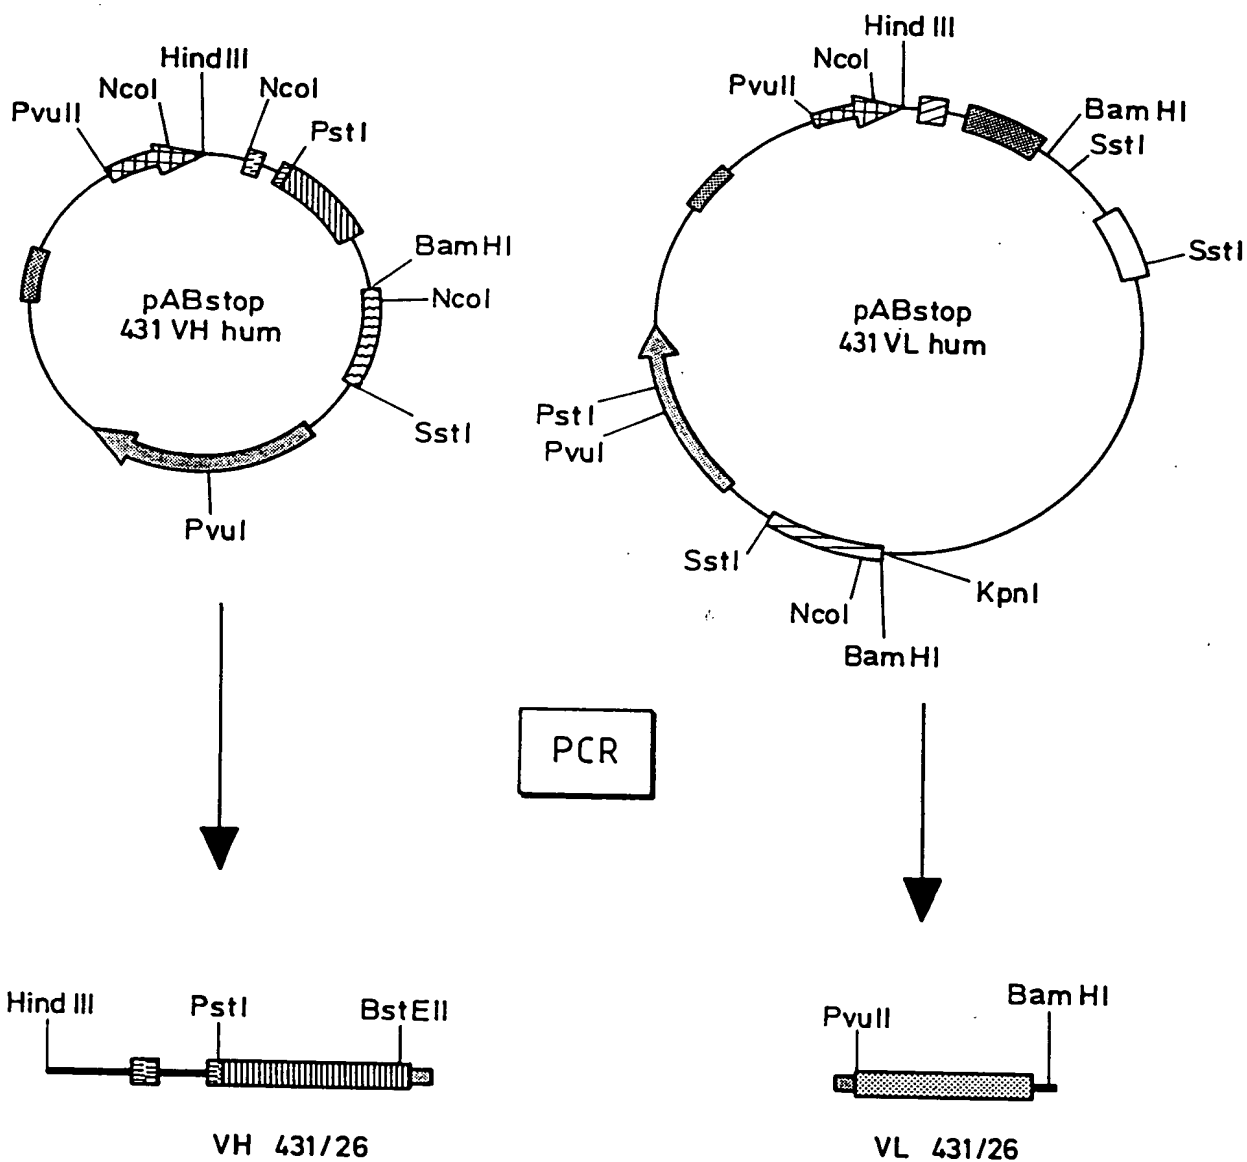 Hind III
NcoI
NcoI
PvuII
PstI
BamHI
NcoI
pABstop
431 VH hum
SstI
PvuI
Hind III
NcoI
PvuII
BamHI
SstI
SstI
pABstop
431 VL hum
PstI
PvuI
SstI
KpnI
NcoI
BamHI
PCR
Hind III
PstI
BstEII
VH 431/26
BamHI
PvuII
VL 431/26